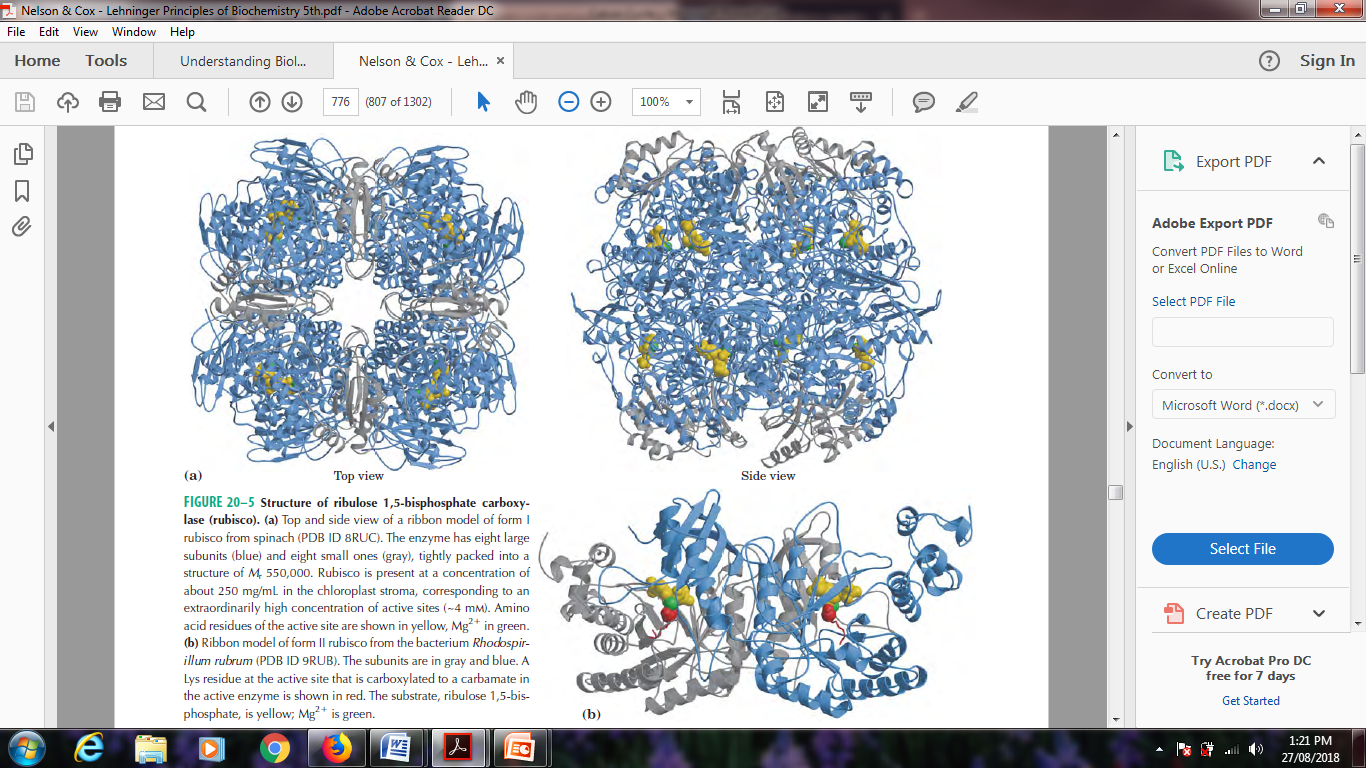 Nelson & Cox - Lehninger Principles of Biochemistry 5th.pdf - Adobe Acrobat Reader DC
File Edit View Window Help
Home Tools Understanding Biol... Nelson & Cox - Leh... × Sign In
776 (807 of 1302) 100%
Export PDF
Adobe Export PDF
Convert PDF Files to Word
or Excel Online
Select PDF File
Convert to
Microsoft Word (*.docx)
Document Language:
English (U.S.) Change
Select File
Create PDF
Try Acrobat Pro DC
free for 7 days
Get Started
(a) Top view Side view
FIGURE 20–5 Structure of ribulose 1,5-bisphosphate carboxy-
lase (rubisco). (a) Top and side view of a ribbon model of form I
rubisco from spinach (PDB ID 8RUC). The enzyme has eight large
subunits (blue) and eight small ones (gray), tightly packed into a
structure of Mr 550,000. Rubisco is present at a concentration of
about 250 mg/mL in the chloroplast stroma, corresponding to an
extraordinarily high concentration of active sites (~4 mM). Amino
acid residues of the active site are shown in yellow, Mg2+ in green.
(b) Ribbon model of form II rubisco from the bacterium Rhodospir-
illum rubrum (PDB ID 9RUB). The subunits are in gray and blue. A
Lys residue at the active site that is carboxylated to a carbamate in
the active enzyme is shown in red. The substrate, ribulose 1,5-bis-
phosphate, is yellow; Mg2+ is green.
(b)
1:21 PM
27/08/2018